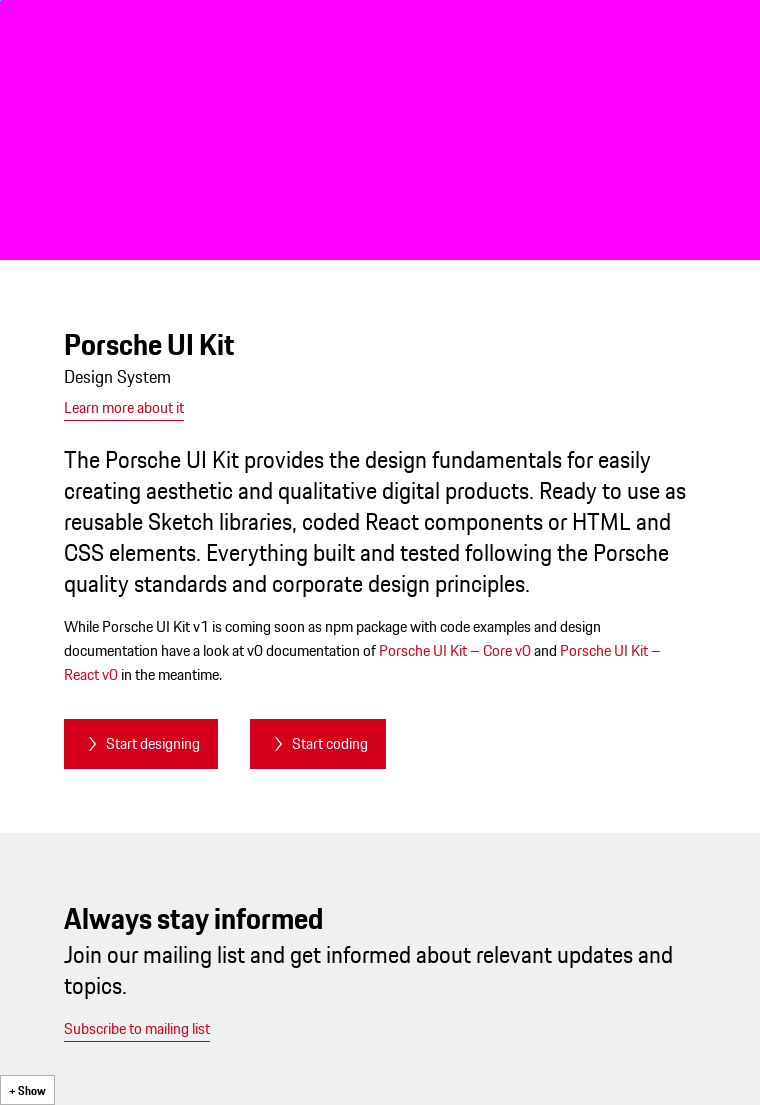 Porsche UI Kit
Design System
Learn more about it
The Porsche UI Kit provides the design fundamentals for easily
creating aesthetic and qualitative digital products. Ready to use as
reusable Sketch libraries, coded React components or HTML and
CSS elements. Everything built and tested following the Porsche
quality standards and corporate design principles.
While Porsche UI Kit v1 is coming soon as npm package with code examples and design
documentation have a look at v0 documentation of Porsche UI Kit – Core v0 and Porsche UI Kit –
React v0 in the meantime.
Start designing
Start coding
Always stay informed
Join our mailing list and get informed about relevant updates and
topics.
Subscribe to mailing list
+ Show